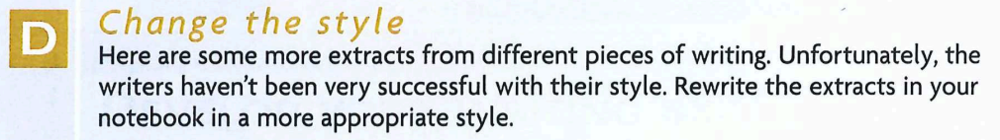 D
Change the style
Here are some more extracts from different pieces of writing. Unfortunately, the
writers haven't been very successful with their style. Rewrite the extracts in your
notebook in a more appropriate style.